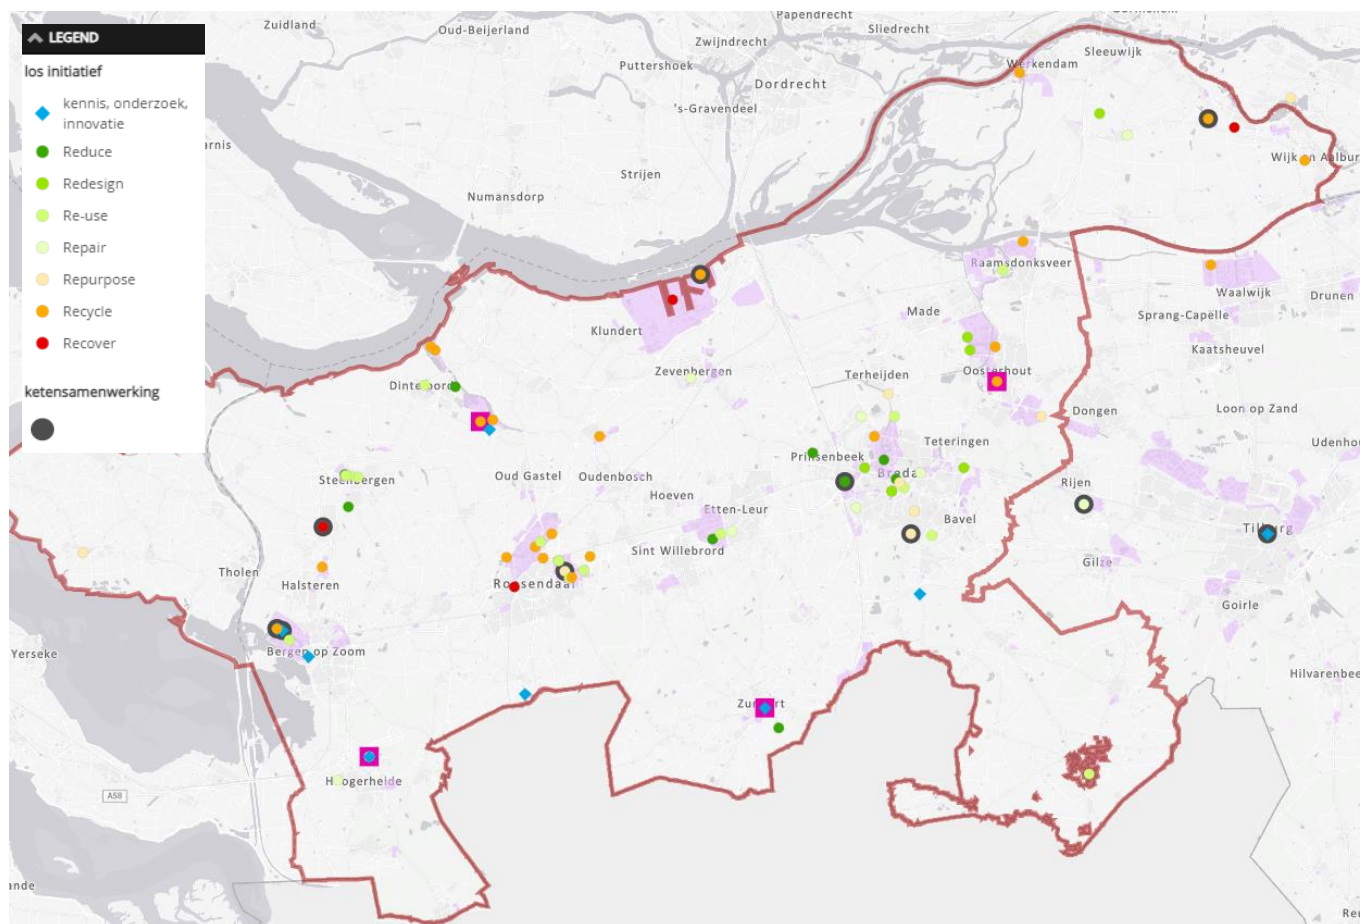 LEGEND
los initiatief
kennis, onderzoek,
innovatie
Reduce
Redesign
Re-use
Repair
Repurpose
Recycle
Recover
ketensamenwerking
Zuidland
Oud-Beijerland
Papendrecht
Zwijndrecht
Sliedrecht
Sleeuwijk
Werkendam
Puttershoek
Dordrecht
's-Gravendeel
Strijen
Numansdorp
Raamsdonksveer
Waalwijk
Drunen
Made
Sprang-Capelle
Klundert
Kaatsheuvel
Zevenbergen
Terheijden
Oosterhout
Dongen
Loon op Zand
Teteringen
Prinsenbeek
Breda
Steenbergen
Oud Gastel
Oudenbosch
Hoeven
Etten-Leur
Bavel
Rijen
Tilburg
Sint Willebrord
Gilze
Tholen
Halsteren
Goirle
Yerseke
Bergen op Zoom
Hoogerheide
A58